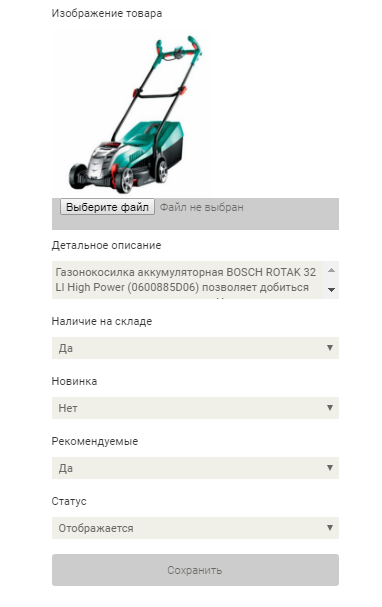 Изображение товара
Выберите файл Файл не выбран
Детальное описание
Газонокосилка аккумуляторная BOSCH ROTAK 32
LI High Power (0600885D06) позволяет добиться
Наличие на складе
Да
Новинка
Нет
Рекомендуемые
Да
Статус
Отображается
Сохранить